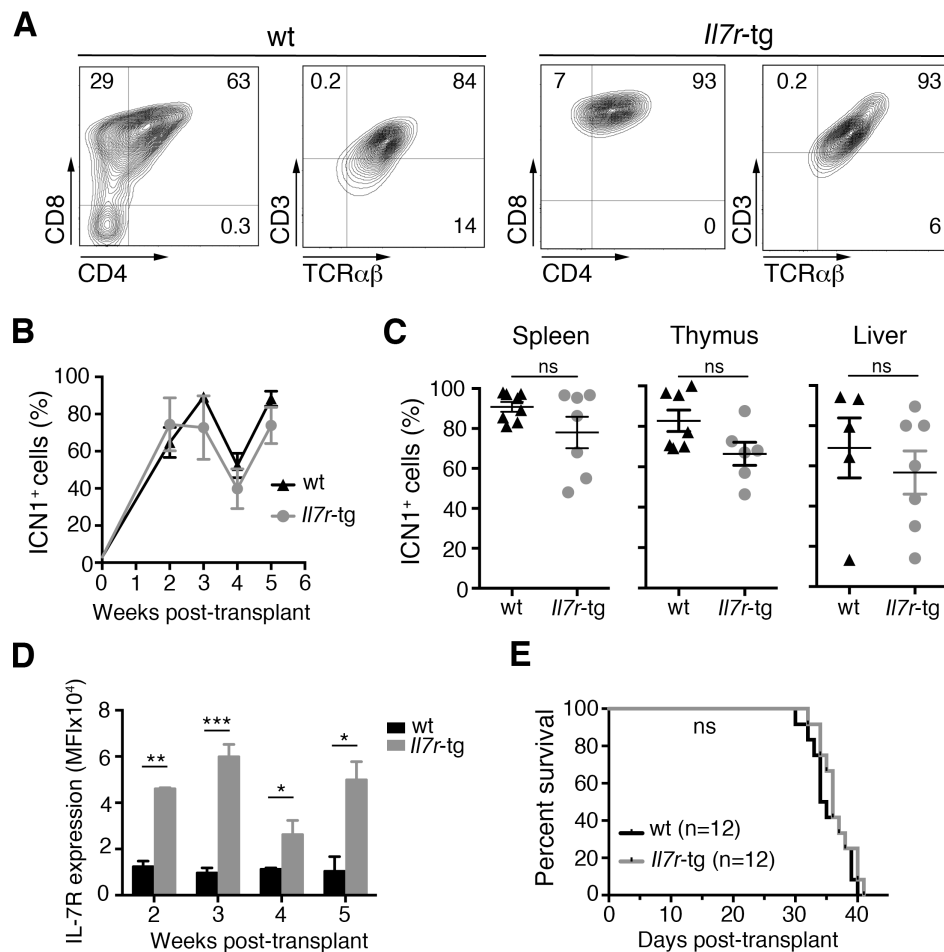 A
wt
Il7r-tg
29 63
0.3
CD8
CD4
0.2 84
14
CD3
TCRαβ
7 93
0
CD8
CD4
0.2 93
6
CD3
TCRαβ
B
100
80
60
40
20
0
ICN1+ cells (%)
wt
Il7r-tg
0 1 2 3 4 5 6
Weeks post-transplant
C
Spleen Thymus Liver
ns ns ns
100
80
60
40
20
0
ICN1+ cells (%)
wt Il7r-tg wt Il7r-tg wt Il7r-tg
D
8
6
4
2
0
IL-7R expression (MFIx10⁴)
** *** * *
wt
Il7r-tg
2 3 4 5
Weeks post-transplant
E
100
80
60
40
20
0
Percent survival
ns
wt (n=12)
Il7r-tg (n=12)
0 10 20 30 40
Days post-transplant